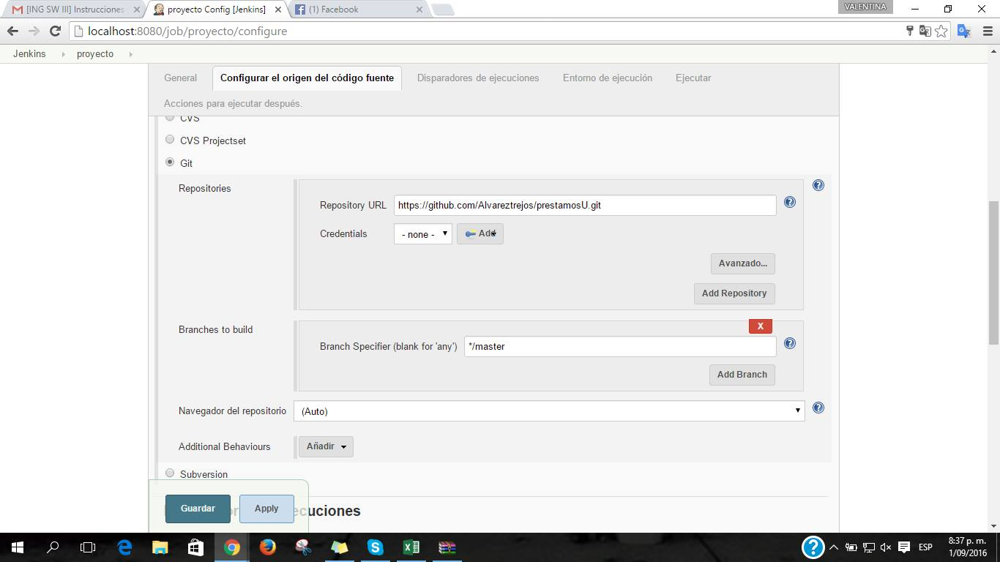 [ING SW III] Instrucciones
proyecto Config [Jenkins]
(1) Facebook
VALENTINA
localhost:8080/job/proyecto/configure
Jenkins
proyecto
General
Configurar el origen del código fuente
Disparadores de ejecuciones
Entorno de ejecución
Ejecutar
Acciones para ejecutar después.
CVS
CVS Projectset
Git
Repositories
Repository URL
https://github.com/Alvareztrejos/prestamosU.git
Credentials
- none -
Add
Avanzado...
Add Repository
Branches to build
X
Branch Specifier (blank for 'any')
*/master
Add Branch
Navegador del repositorio
(Auto)
Additional Behaviours
Añadir
Subversion
Guardar
Apply
cuciones
ESP
8:37 p. m.
1/09/2016